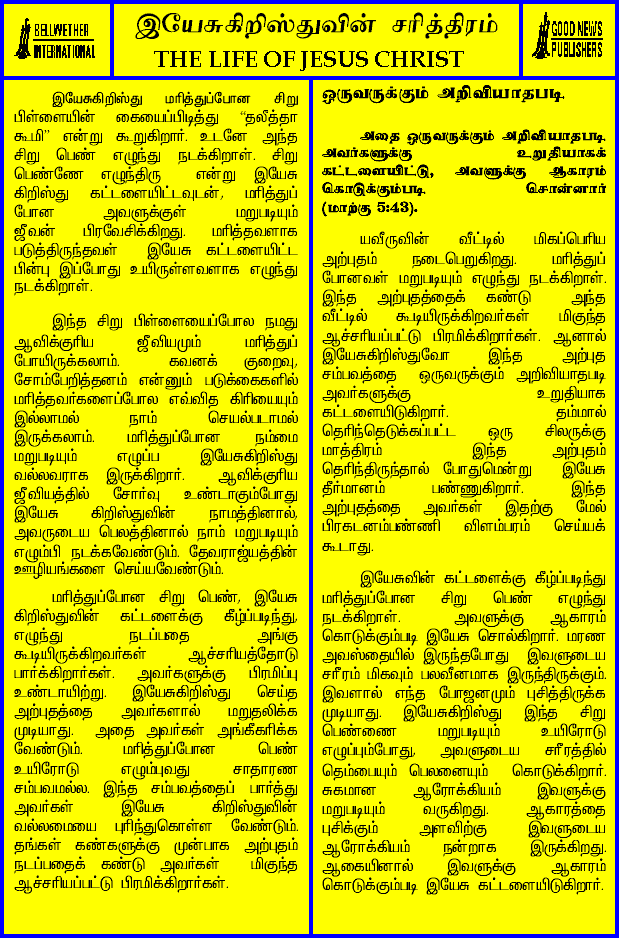 BELLWETHER
INTERNATIONAL
இயேசுகிறிஸ்துவின் சரித்திரம்
THE LIFE OF JESUS CHRIST
GOOD NEWS
PUBLISHERS
இயேசுகிறிஸ்து மரித்துப்போன சிறு
பிள்ளையின் கையைப்பிடித்து “தலீத்தா
கூமி” என்று கூறுகிறார். உடனே அந்த
சிறு பெண் எழுந்து நடக்கிறாள். சிறு
பெண்ணே எழுந்திரு என்று இயேசு
கிறிஸ்து கட்டளையிட்டவுடன், மரித்துப்
போன அவளுக்குள் மறுபடியும்
ஜீவன் பிரவேசிக்கிறது. மரித்தவளாக
படுத்திருந்தவள் இயேசு கட்டளையிட்ட
பின்பு இப்போது உயிருள்ளவளாக எழுந்து
நடக்கிறாள்.
இந்த சிறு பிள்ளையைப்போல நமது
ஆவிக்குரிய ஜீவியமும் மரித்துப்
போயிருக்கலாம். கவனக் குறைவு,
சோம்பேறித்தனம் என்னும் படுக்கைகளில்
மரித்தவர்களைப்போல எவ்வித கிரியையும்
இல்லாமல் நாம் செயல்படாமல்
இருக்கலாம். மரித்துப்போன நம்மை
மறுபடியும் எழுப்ப இயேசுகிறிஸ்து
வல்லவராக இருக்கிறார். ஆவிக்குரிய
ஜீவியத்தில் சோர்வு உண்டாகும்போது
இயேசு கிறிஸ்துவின் நாமத்தினால்,
அவருடைய பெலத்தினால் நாம் மறுபடியும்
எழும்பி நடக்கவேண்டும். தேவராஜ்யத்தின்
ஊழியங்களை செய்யவேண்டும்.
மரித்துப்போன சிறு பெண், இயேசு
கிறிஸ்துவின் கட்டளைக்கு கீழ்ப்படிந்து,
எழுந்து நடப்பதை அங்கு
கூடியிருக்கிறவர்கள் ஆச்சரியத்தோடு
பார்க்கிறார்கள். அவர்களுக்கு பிரமிப்பு
உண்டாயிற்று. இயேசுகிறிஸ்து செய்த
அற்புதத்தை அவர்களால் மறுதலிக்க
முடியாது. அதை அவர்கள் அங்கீகரிக்க
வேண்டும். மரித்துப்போன பெண்
உயிரோடு எழும்புவது சாதாரண
சம்பவமல்ல. இந்த சம்பவத்தைப் பார்த்து
அவர்கள் இயேசு கிறிஸ்துவின்
வல்லமையை புரிந்துகொள்ள வேண்டும்.
தங்கள் கண்களுக்கு முன்பாக அற்புதம்
நடப்பதைக் கண்டு அவர்கள் மிகுந்த
ஆச்சரியப்பட்டு பிரமிக்கிறார்கள்.
ஒருவருக்கும் அறிவியாதபடி
அதை ஒருவருக்கும் அறிவியாதபடி
அவர்களுக்கு உறுதியாகக்
கட்டளையிட்டு, அவளுக்கு ஆகாரம்
கொடுக்கும்படி சொன்னார்
(மாற்கு 5:43).
யவீருவின் வீட்டில் மிகப்பெரிய
அற்புதம் நடைபெறுகிறது. மரித்துப்
போனவள் மறுபடியும் எழுந்து நடக்கிறாள்.
இந்த அற்புதத்தைக் கண்டு அந்த
வீட்டில் கூடியிருக்கிறவர்கள் மிகுந்த
ஆச்சரியப்பட்டு பிரமிக்கிறார்கள். ஆனால்
இயேசுகிறிஸ்துவோ இந்த அற்புத
சம்பவத்தை ஒருவருக்கும் அறிவியாதபடி
அவர்களுக்கு உறுதியாக
கட்டளையிடுகிறார். தம்மால்
தெரிந்தெடுக்கப்பட்ட ஒரு சிலருக்கு
மாத்திரம் இந்த அற்புதம்
தெரிந்திருந்தால் போதுமென்று இயேசு
தீர்மானம் பண்ணுகிறார். இந்த
அற்புதத்தை அவர்கள் இதற்கு மேல்
பிரகடனம்பண்ணி விளம்பரம் செய்யக்
கூடாது.
இயேசுவின் கட்டளைக்கு கீழ்ப்படிந்து
மரித்துப்போன சிறு பெண் எழுந்து
நடக்கிறாள். அவளுக்கு ஆகாரம்
கொடுக்கும்படி இயேசு சொல்கிறார். மரண
அவஸ்தையில் இருந்தபோது இவளுடைய
சரீரம் மிகவும் பலவீனமாக இருந்திருக்கும்.
இவளால் எந்த போஜனமும் புசித்திருக்க
முடியாது. இயேசுகிறிஸ்து இந்த சிறு
பெண்ணை மறுபடியும் உயிரோடு
எழுப்பும்போது, அவளுடைய சரீரத்தில்
தெம்பையும் பெலனையும் கொடுக்கிறார்.
சுகமான ஆரோக்கியம் இவளுக்கு
மறுபடியும் வருகிறது. ஆகாரத்தை
புசிக்கும் அளவிற்கு இவளுடைய
ஆரோக்கியம் நன்றாக இருக்கிறது.
ஆகையினால் இவளுக்கு ஆகாரம்
கொடுக்கும்படி இயேசு கட்டளையிடுகிறார்.